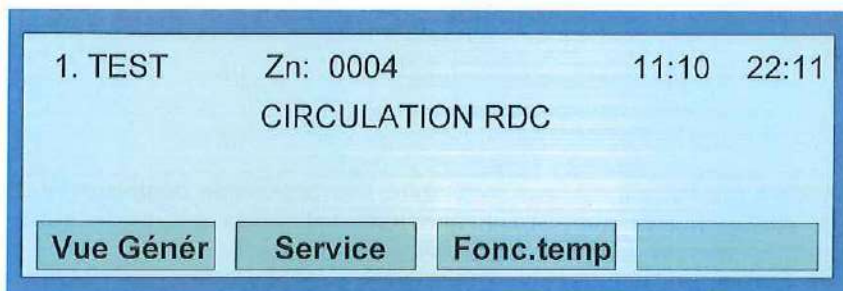 1. TEST Zn: 0004 11:10 22:11
CIRCULATION RDC
Vue Génér Service Fonc.temp